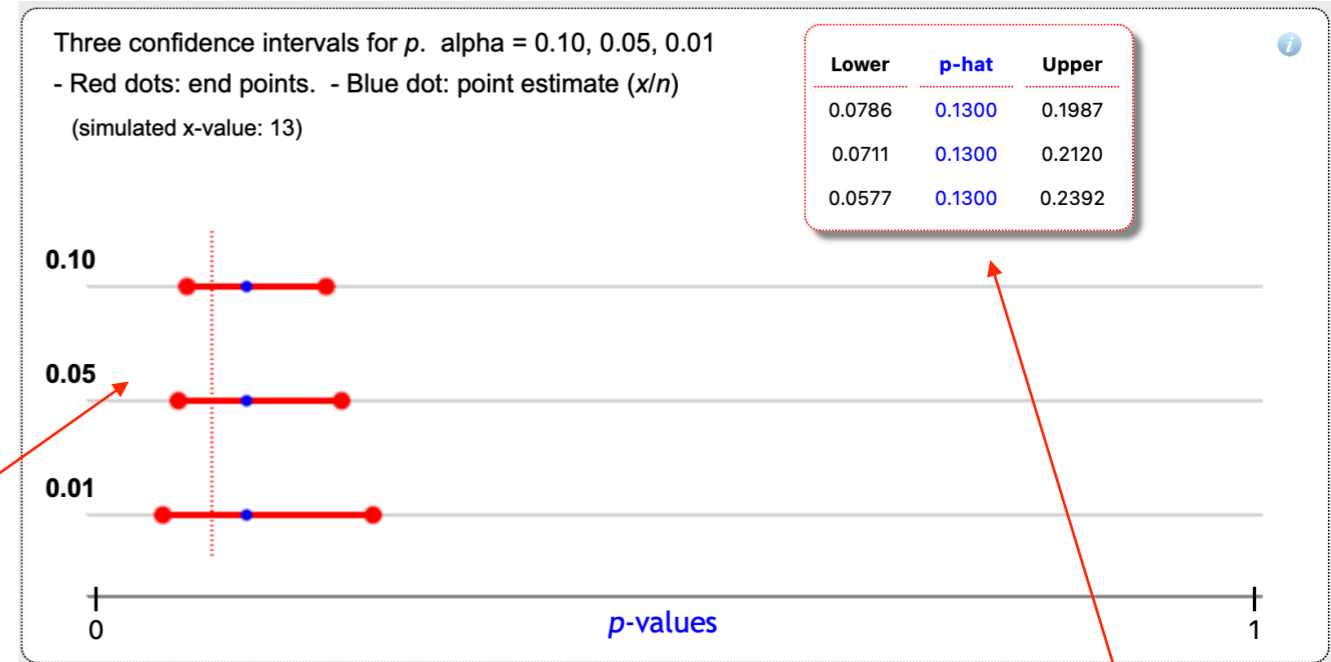 Three confidence intervals for p.  alpha = 0.10, 0.05, 0.01
- Red dots: end points.  - Blue dot: point estimate (x/n)
(simulated x-value: 13)
Lower p-hat Upper
0.0786 0.1300 0.1987
0.0711 0.1300 0.2120
0.0577 0.1300 0.2392
i
0.10
0.05
0.01
0 p-values 1